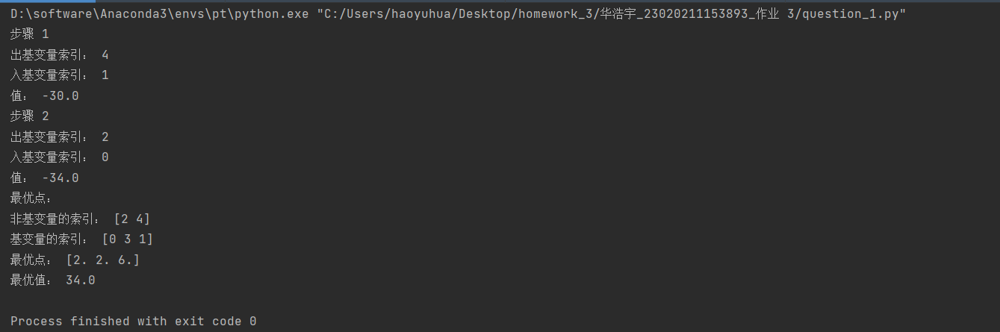 D:\software\Anaconda3\envs\pt\python.exe "C:/Users/haoyuhua/Desktop/homework_3/华浩宇_23020211153893_作业 3/question_1.py"
步骤 1
出基变量索引： 4
入基变量索引： 1
值： -30.0
步骤 2
出基变量索引： 2
入基变量索引： 0
值： -34.0
最优点：
非基变量的索引： [2 4]
基变量的索引： [0 3 1]
最优点： [2. 2. 6.]
最优值： 34.0
Process finished with exit code 0